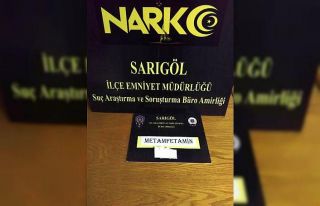 NARKO
SARIGÖL
İLÇE EMNİYET MÜDÜRLÜĞÜ
Suç Araştırma ve Soruşturma Büro Amirliği
SARIGÖL
METAMFETAMİN